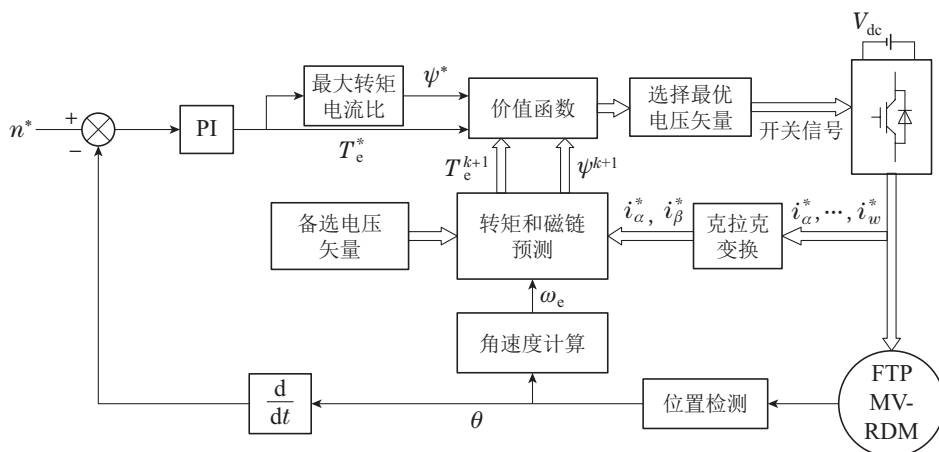 V_dc
最大转矩
电流比
ψ*
价值函数
选择最优
电压矢量
开关信号
n*
+
−
PI
T_e^*
T_e^{k+1}
ψ^{k+1}
备选电压
矢量
转矩和磁链
预测
i_α^*, i_β^*
克拉克
变换
i_α^*,⋯,i_w^*
ω_e
角速度计算
d
dt
θ
位置检测
FTP
MV-
RDM